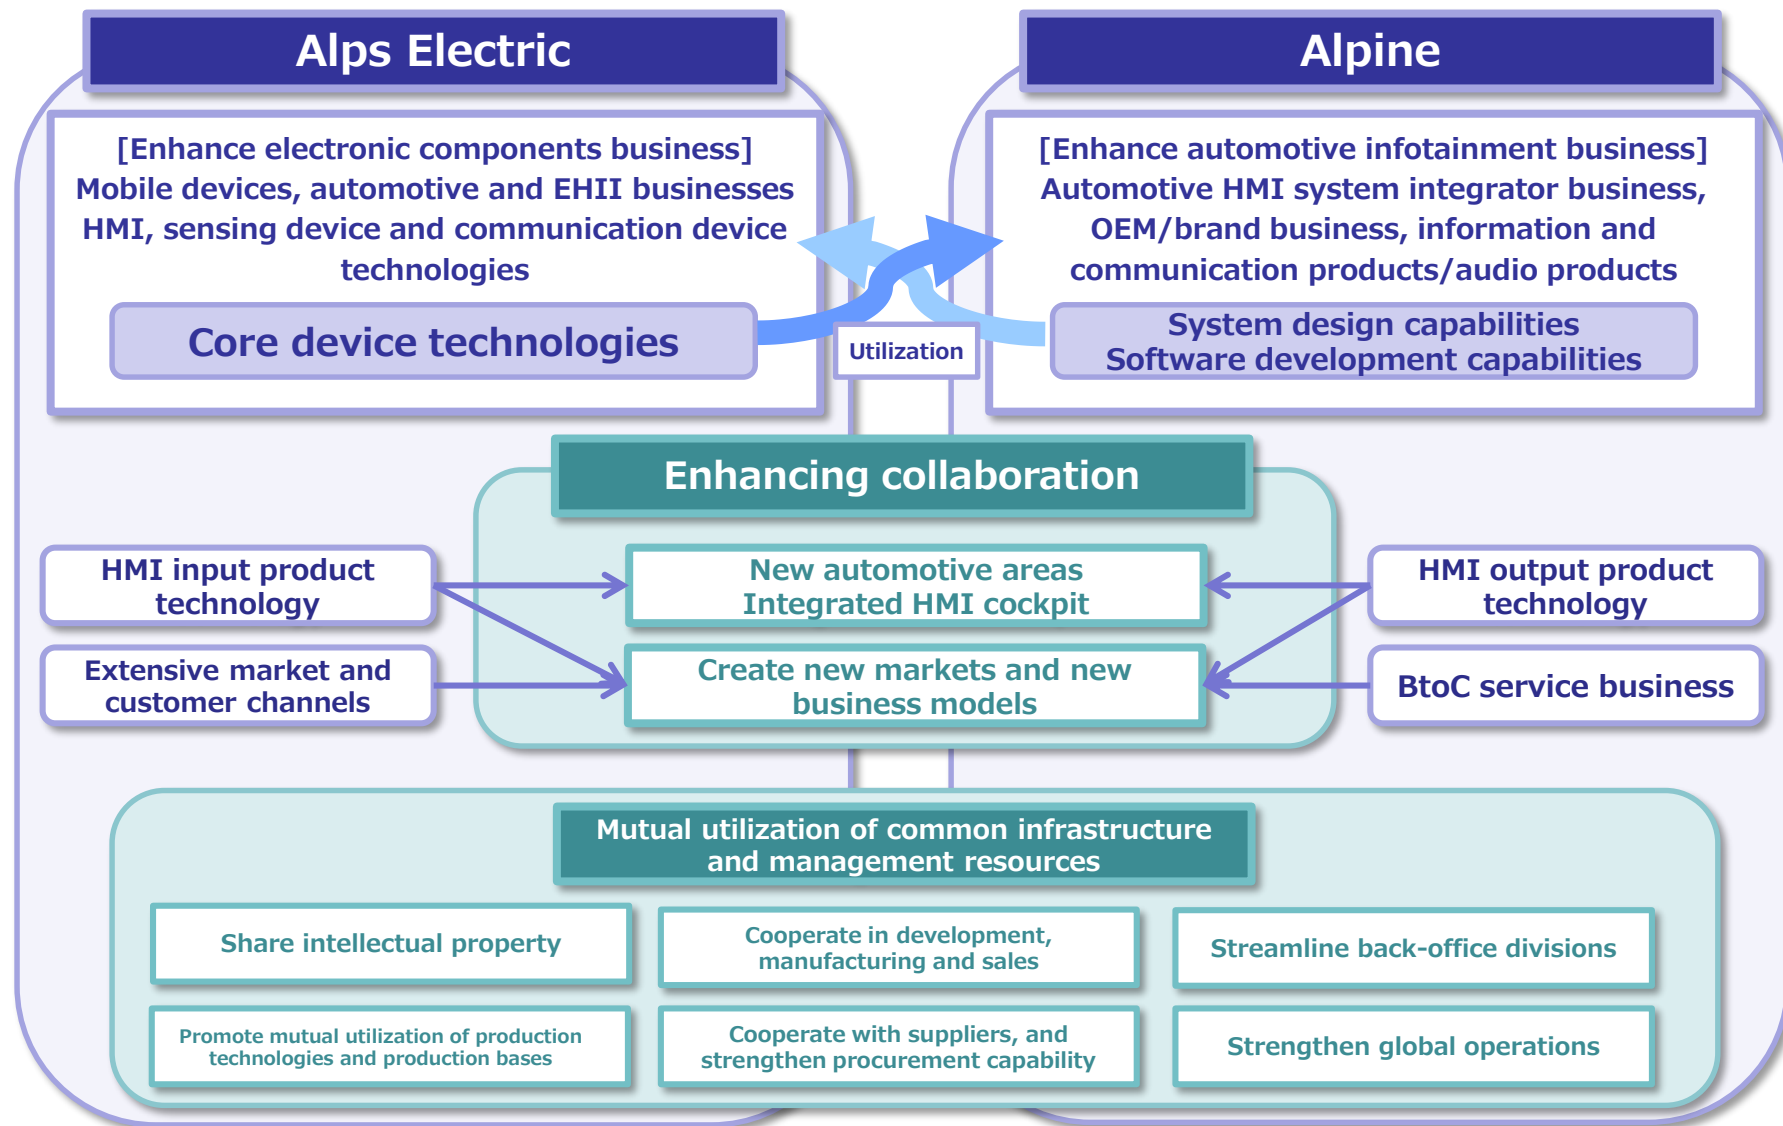 Alps Electric
[Enhance electronic components business]
Mobile devices, automotive and EHII businesses
HMI, sensing device and communication device
technologies
Core device technologies
Alpine
[Enhance automotive infotainment business]
Automotive HMI system integrator business,
OEM/brand business, information and
communication products/audio products
System design capabilities
Software development capabilities
Utilization
Enhancing collaboration
HMI input product
technology
New automotive areas
Integrated HMI cockpit
HMI output product
technology
Extensive market and
customer channels
Create new markets and new
business models
BtoC service business
Mutual utilization of common infrastructure
and management resources
Share intellectual property
Cooperate in development,
manufacturing and sales
Streamline back-office divisions
Promote mutual utilization of production
technologies and production bases
Cooperate with suppliers, and
strengthen procurement capability
Strengthen global operations